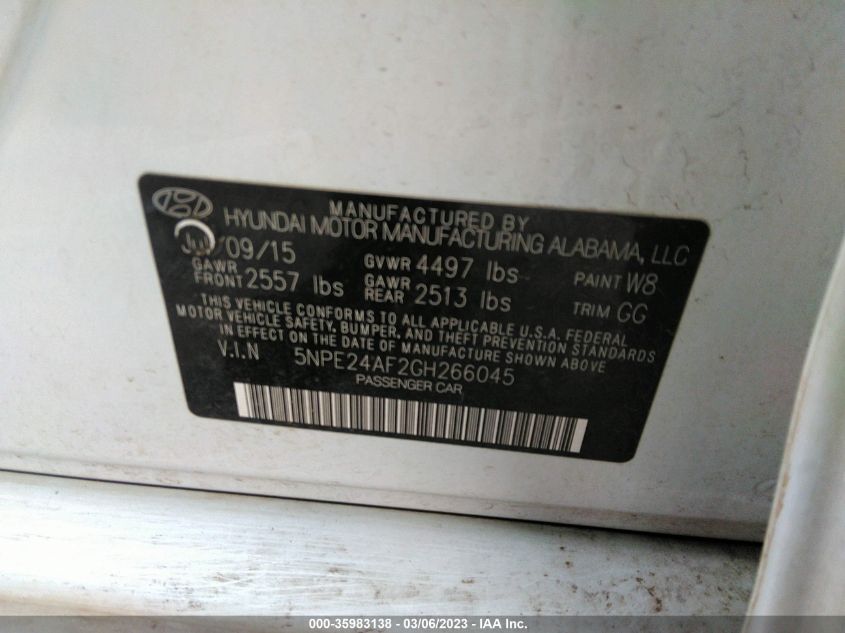 MANUFACTURED BY
HYUNDAI MOTOR MANUFACTURING ALABAMA, LLC
/09/15 GVWR 4497 lbs PAINT W8
GAWR FRONT 2557 lbs GAWR REAR 2513 lbs TRIM GG
THIS VEHICLE CONFORMS TO ALL APPLICABLE U.S.A. FEDERAL
MOTOR VEHICLE SAFETY, BUMPER, AND THEFT PREVENTION STANDARDS
IN EFFECT ON THE DATE OF MANUFACTURE SHOWN ABOVE
V.I.N 5NPE24AF2GH266045
PASSENGER CAR
000-35983138 - 03/06/2023 - IAA Inc.